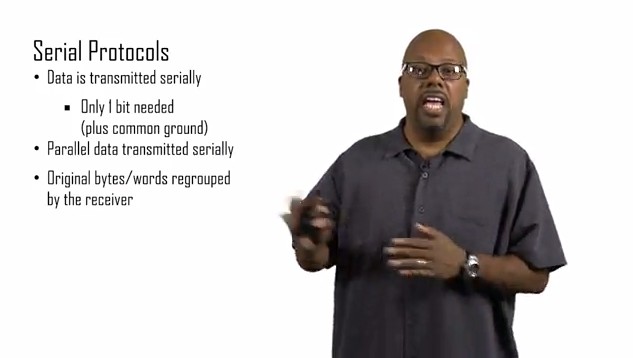 Serial Protocols
• Data is transmitted serially
▪ Only 1 bit needed
(plus common ground)
• Parallel data transmitted serially
• Original bytes/words regrouped
by the receiver